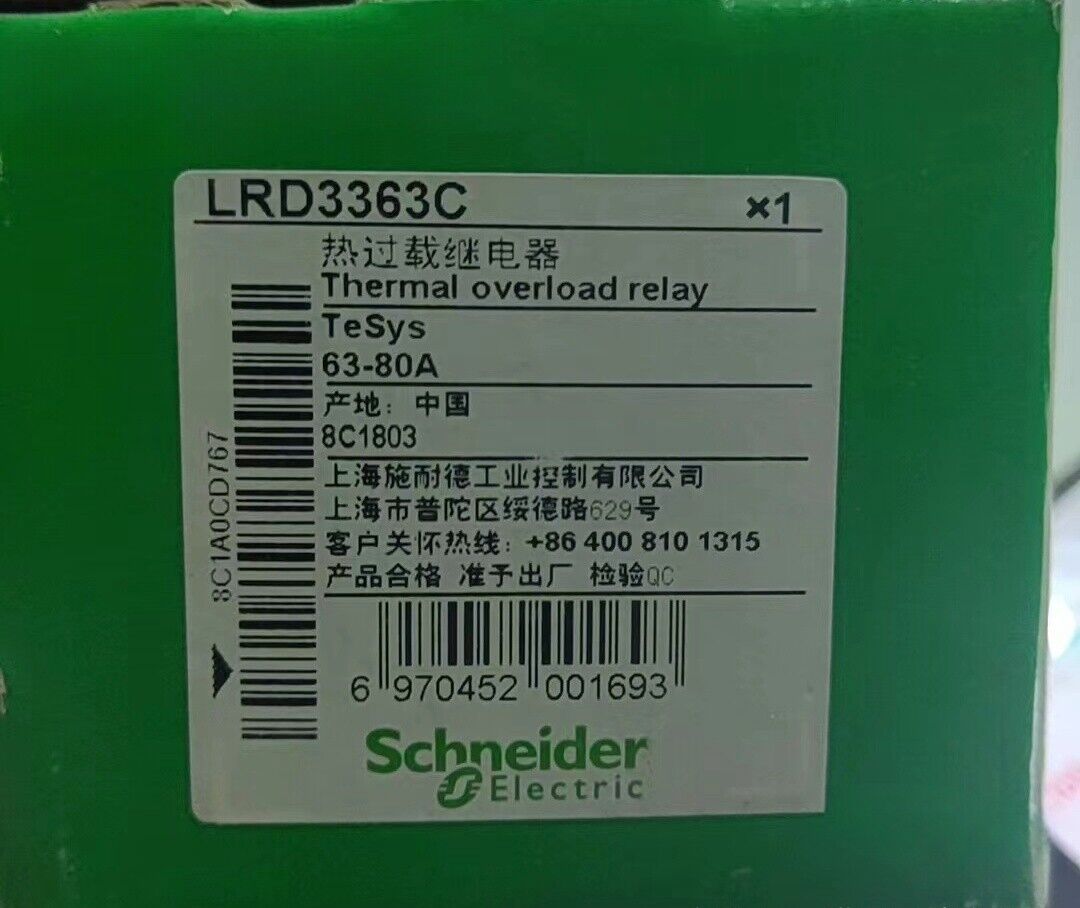 LRD3363C ×1
热过载继电器
Thermal overload relay
TeSys
63-80A
产地：中国
8C1803
上海施耐德工业控制有限公司
上海市普陀区绥德路629号
客户关怀热线：+86 400 810 1315
产品合格 准予出厂 检验QC
8C1A0CD767
6 970452 001693
Schneider
Electric